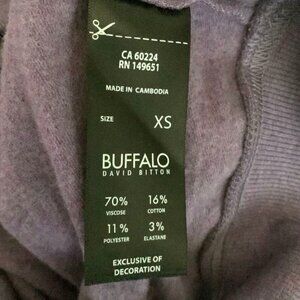 CA 60224
RN 149651
MADE IN CAMBODIA
SIZE XS
BUFFALO
DAVID BITTON
70% 16%
VISCOSE COTTON
11% 3%
POLYESTER ELASTANE
EXCLUSIVE OF
DECORATION